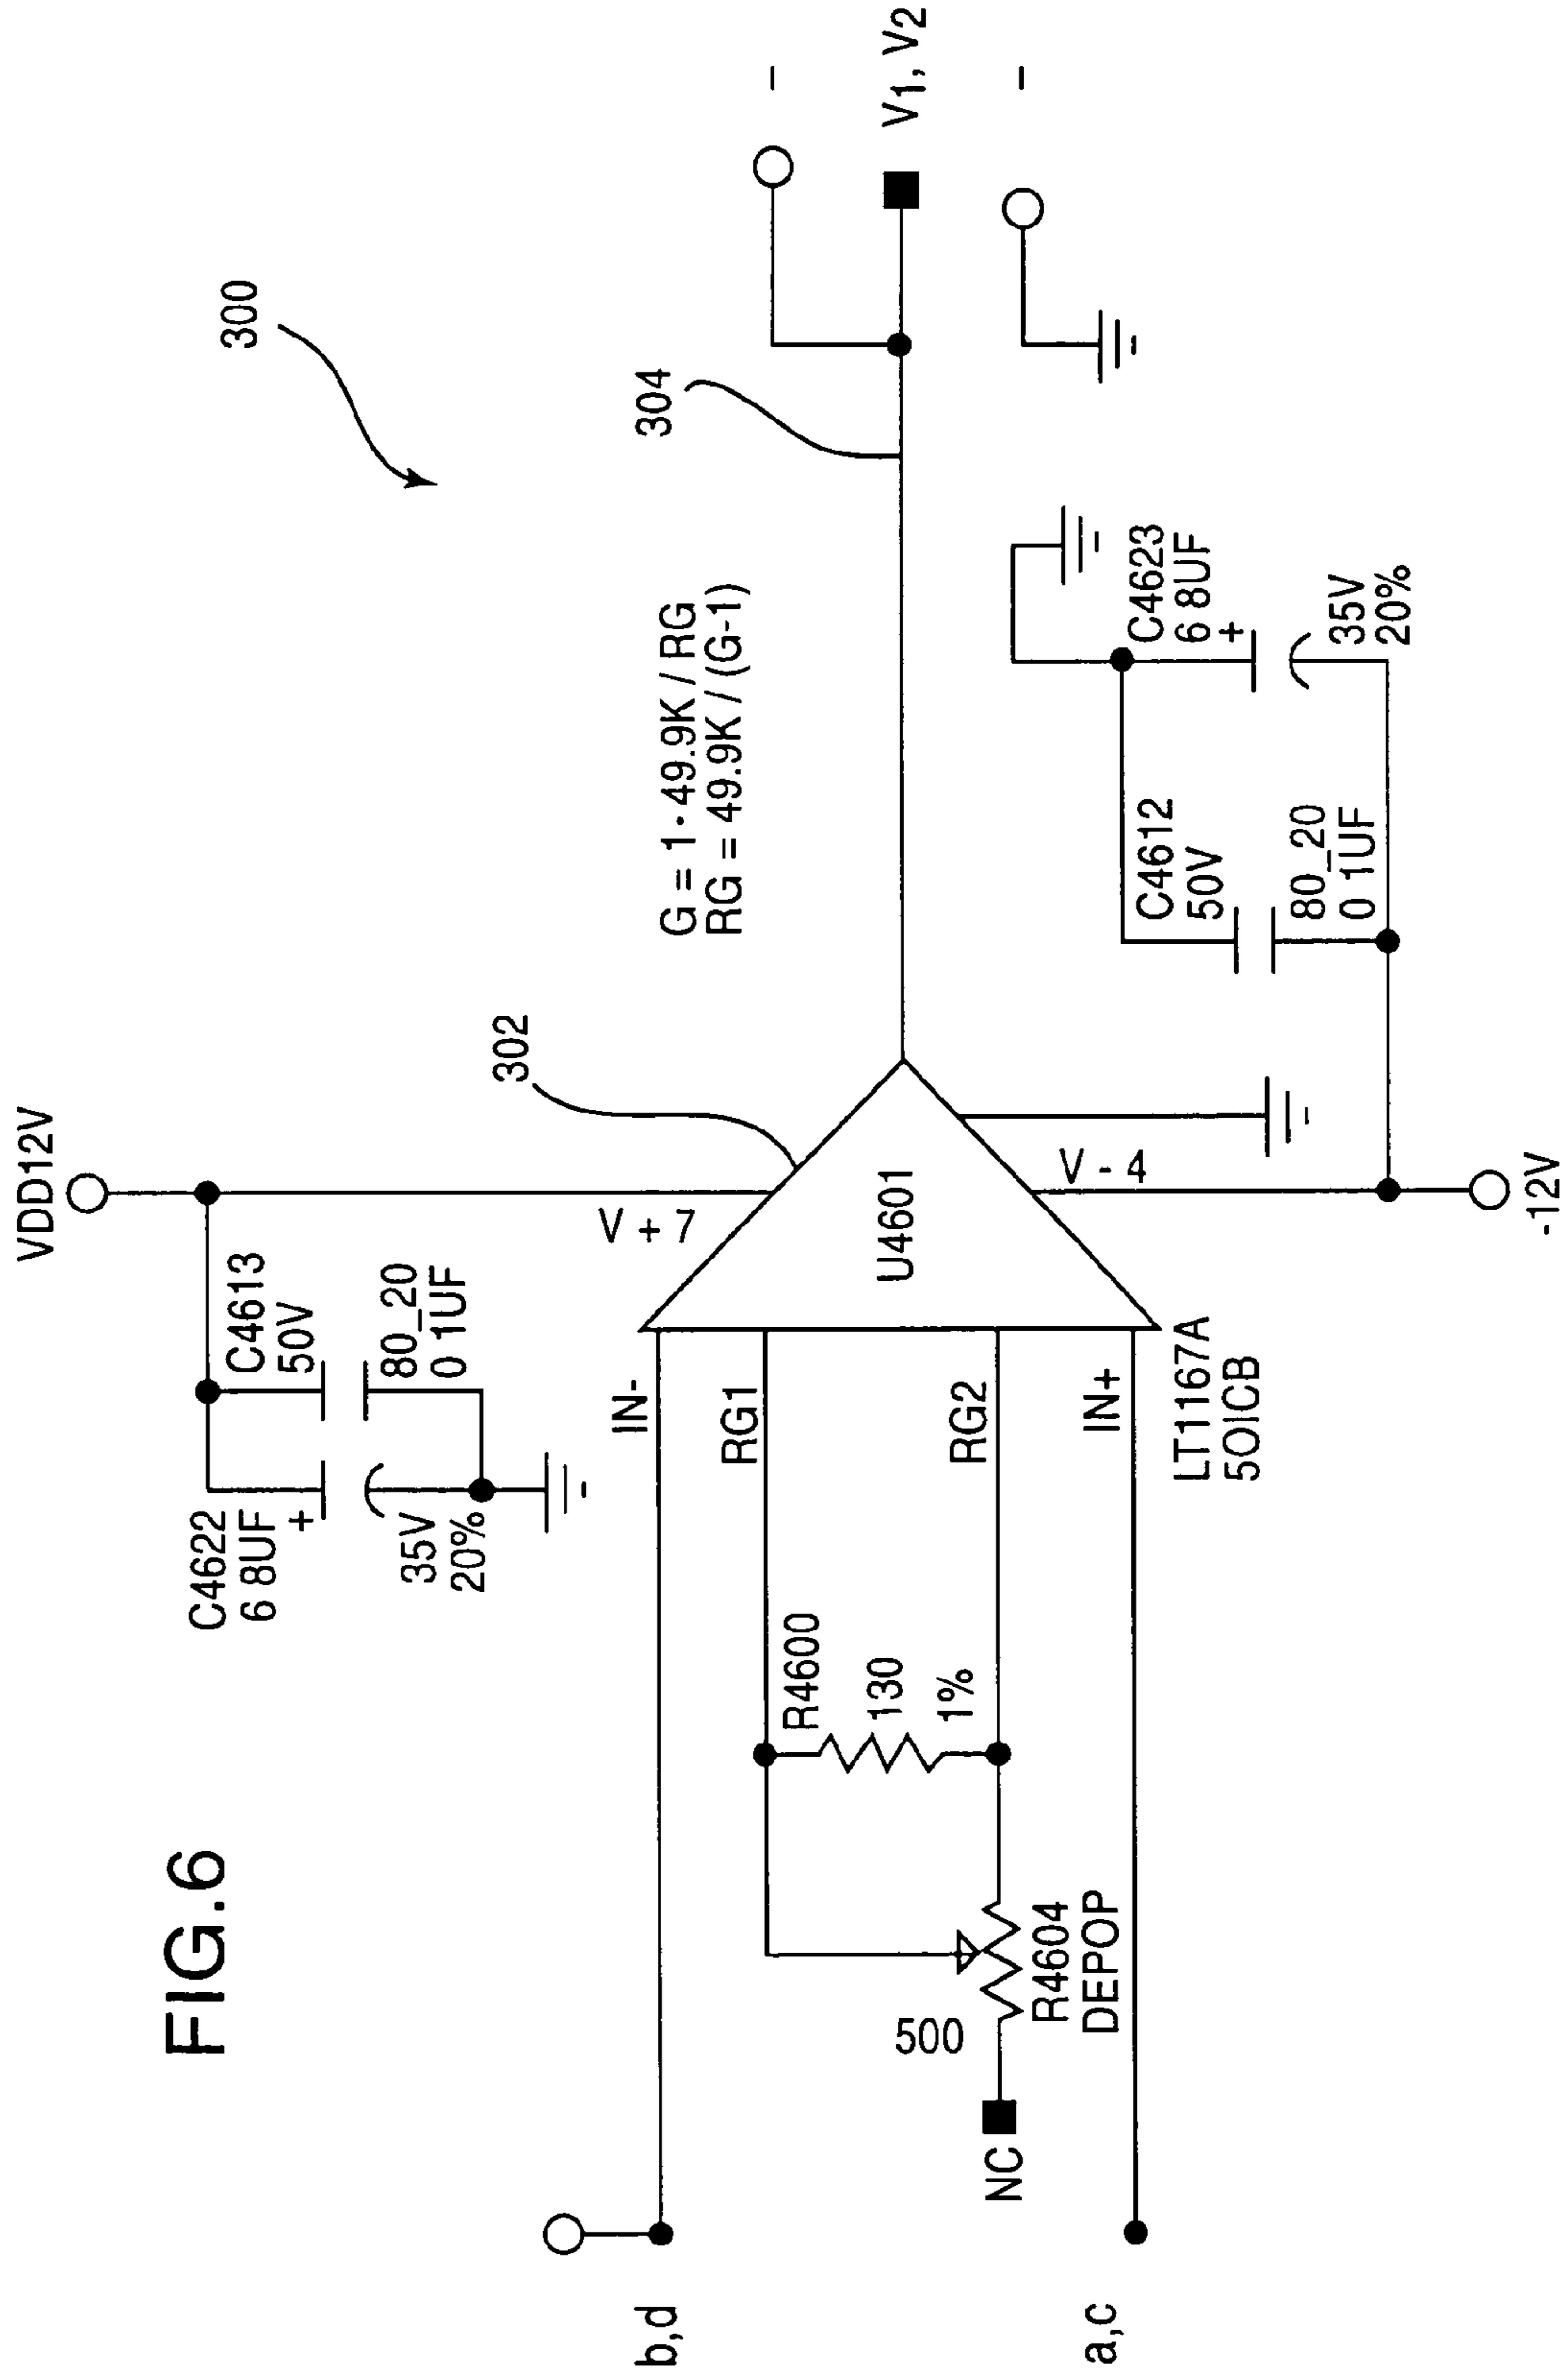 FIG.6
300
VDD12V
C4622
6 8UF
+
35V
20%
C4613
50V
80_20
0 1UF
302
V + 7
b,d
IN-
RG1
R4600
130
1%
RG2
500
NC
R4604
DEPOP
a,c
IN+
U4601
LT1167A
5OICB
V - 4
-12V
G = 1·49.9K / RG
RG = 49.9K / (G-1)
304
-
V1, V2
-
C4612
50V
80_20
0 1UF
C4623
6 8UF
+
35V
20%